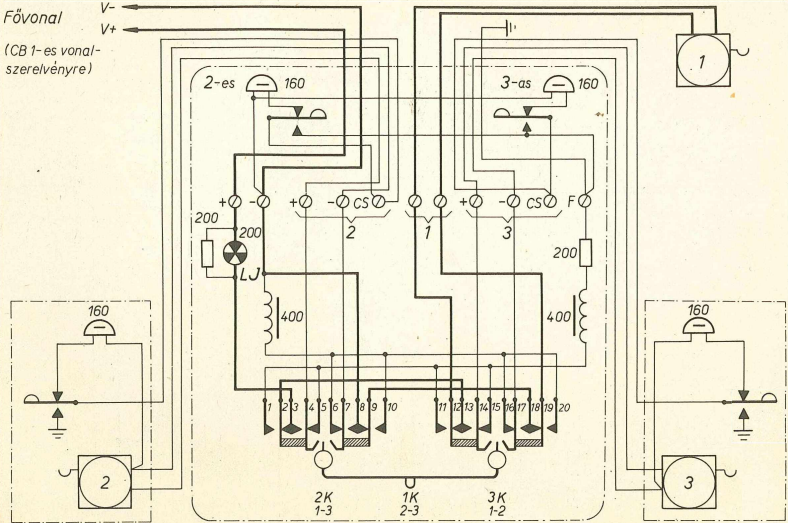 V-
Fővonal
V+
(CB 1-es vonal-
szerelvényre)
1
2-es
160
3-as
160
+
-
+
-
CS
+
-
CS
F
2
1
3
200
200
LJ
200
400
400
160
160
1 2 3 4 5 6 7 8 9 10
11 12 13 14 15 16 17 18 19 20
2
3
2K
1K
3K
1-3
2-3
1-2